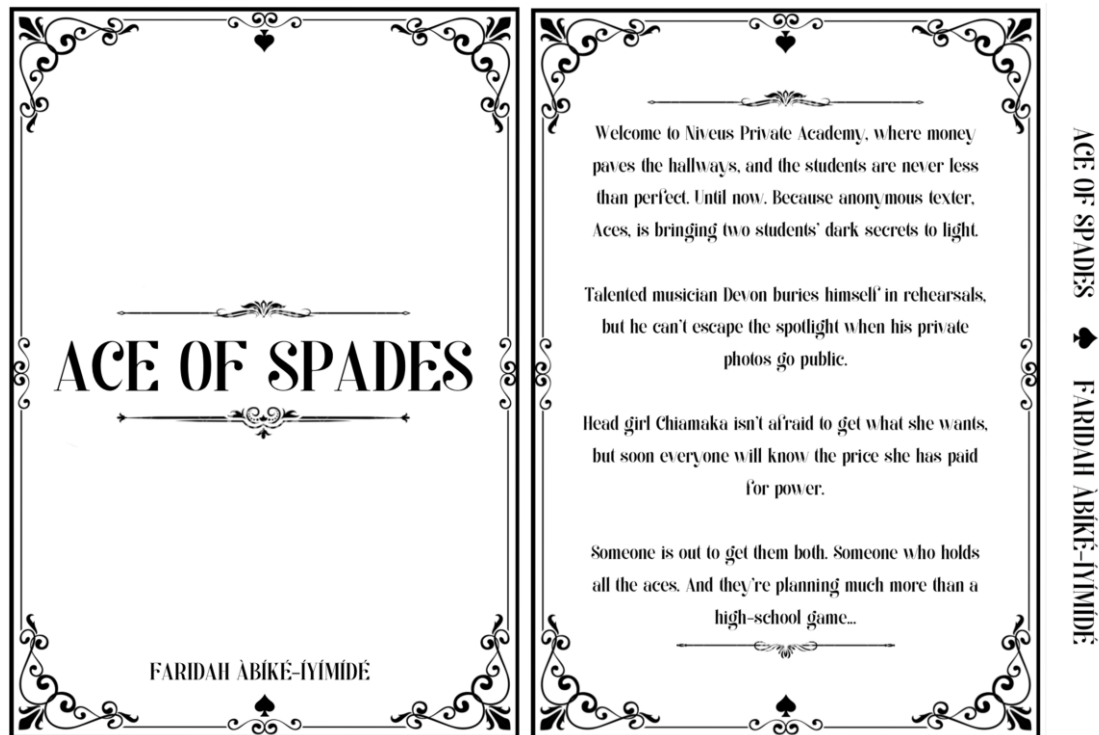 ACE OF SPADES
FARIDAH ÀBÍKÉ-ÍYÍMÍDÉ
Welcome to Niveus Private Academy, where money
paves the hallways, and the students are never less
than perfect. Until now. Because anonymous texter,
Aces, is bringing two students' dark secrets to light.
Talented musician Devon buries himself in rehearsals,
but he can't escape the spotlight when his private
photos go public.
Head girl Chiamaka isn't afraid to get what she wants,
but soon everyone will know the price she has paid
for power.
Someone is out to get them both. Someone who holds
all the aces. And they're planning much more than a
high-school game...
ACE OF SPADES ♠ FARIDAH ÀBÍKÉ-ÍYÍMÍDÉ